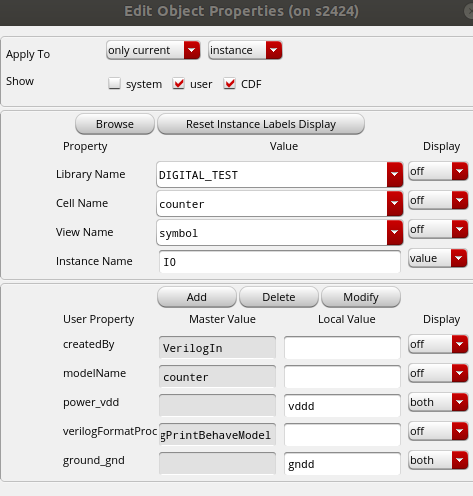 Edit Object Properties (on s2424)
Apply To only current instance
Show system user CDF
Browse Reset Instance Labels Display
Property Value Display
Library Name DIGITAL_TEST off
Cell Name counter off
View Name symbol off
Instance Name I0 value
Add Delete Modify
User Property Master Value Local Value Display
createdBy VerilogIn off
modelName counter off
power_vdd vddd both
verilogFormatProc gPrintBehaveModel off
ground_gnd gndd both